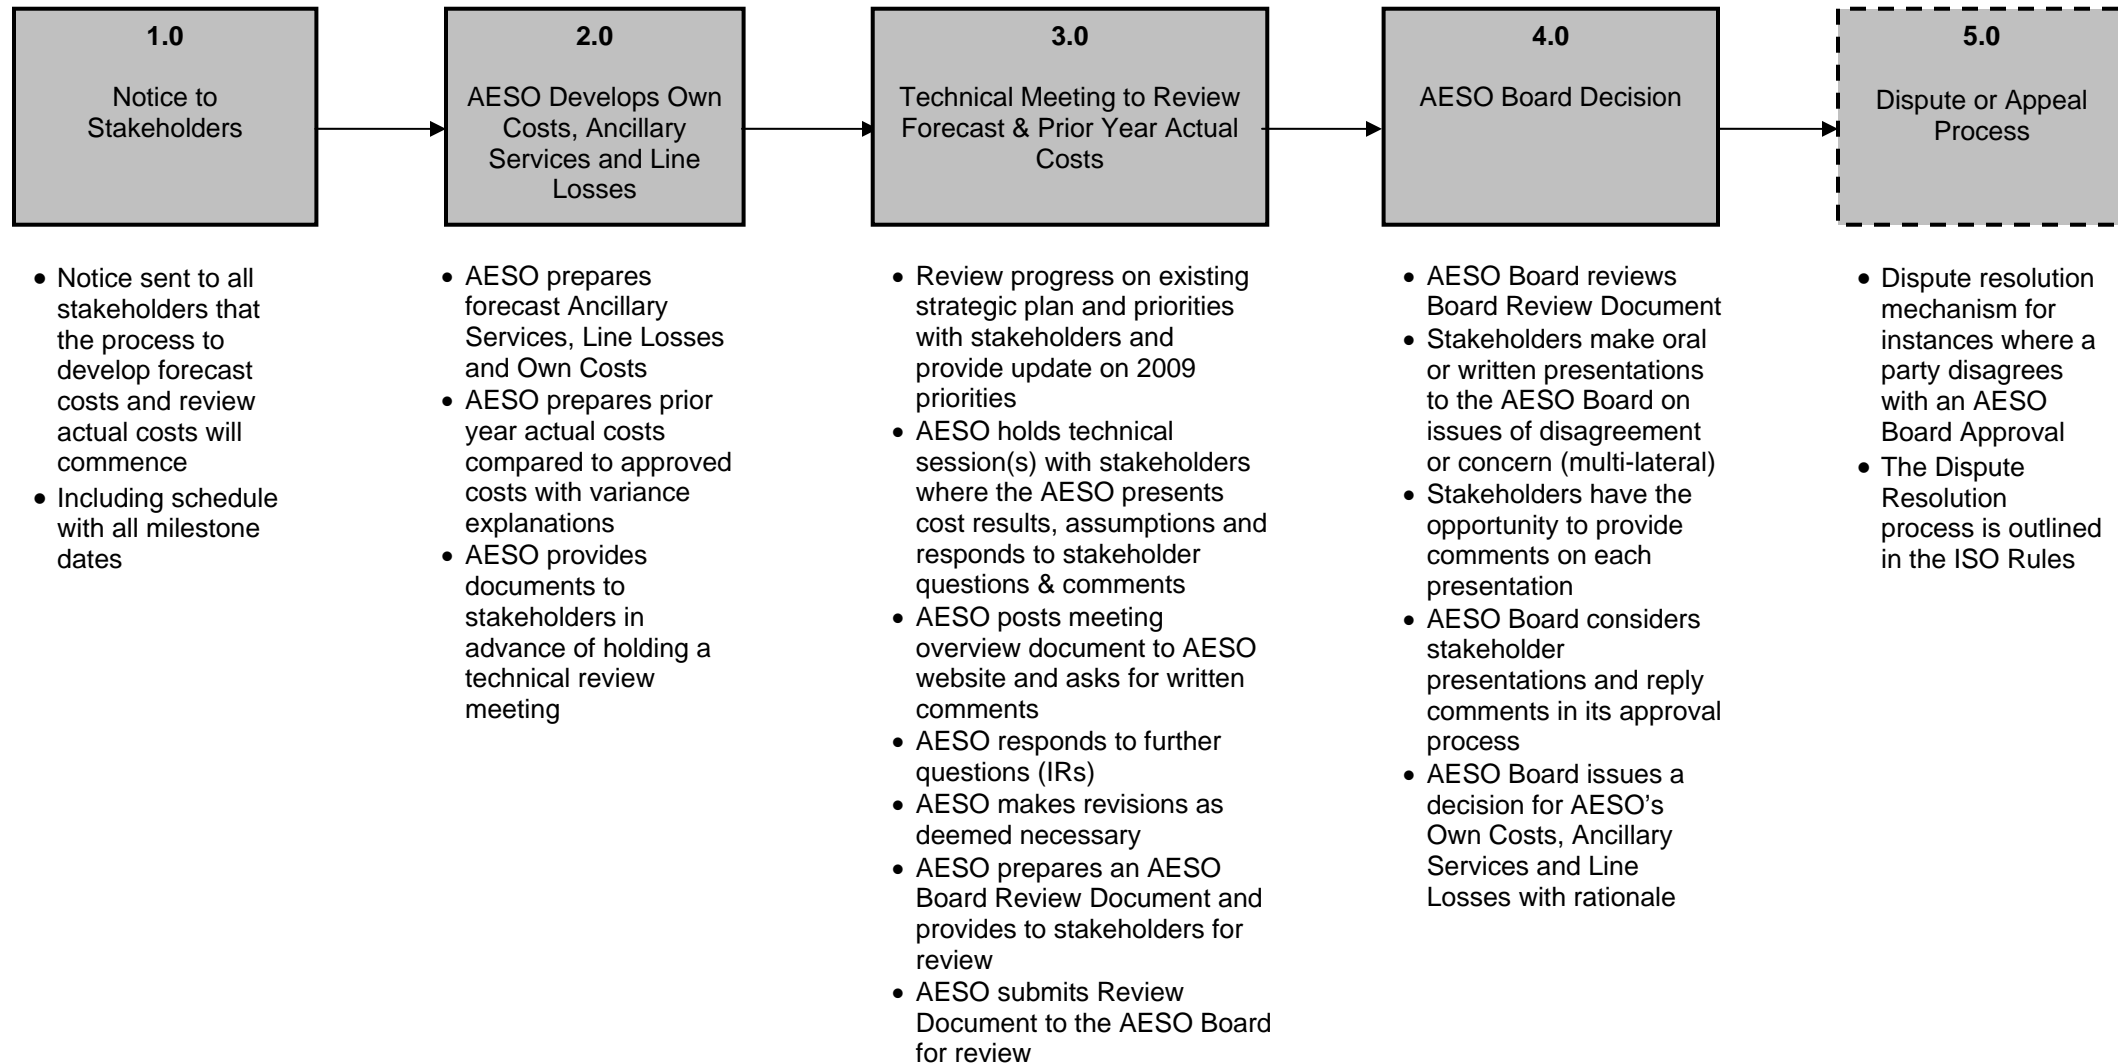 1.0
Notice to
Stakeholders
• Notice sent to all
stakeholders that
the process to
develop forecast
costs and review
actual costs will
commence
• Including schedule
with all milestone
dates
2.0
AESO Develops Own
Costs, Ancillary
Services and Line
Losses
• AESO prepares
forecast Ancillary
Services, Line Losses
and Own Costs
• AESO prepares prior
year actual costs
compared to approved
costs with variance
explanations
• AESO provides
documents to
stakeholders in
advance of holding a
technical review
meeting
3.0
Technical Meeting to Review
Forecast & Prior Year Actual
Costs
• Review progress on existing
strategic plan and priorities
with stakeholders and
provide update on 2009
priorities
• AESO holds technical
session(s) with stakeholders
where the AESO presents
cost results, assumptions and
responds to stakeholder
questions & comments
• AESO posts meeting
overview document to AESO
website and asks for written
comments
• AESO responds to further
questions (IRs)
• AESO makes revisions as
deemed necessary
• AESO prepares an AESO
Board Review Document and
provides to stakeholders for
review
• AESO submits Review
Document to the AESO Board
for review
4.0
AESO Board Decision
• AESO Board reviews
Board Review Document
• Stakeholders make oral
or written presentations
to the AESO Board on
issues of disagreement
or concern (multi-lateral)
• Stakeholders have the
opportunity to provide
comments on each
presentation
• AESO Board considers
stakeholder
presentations and reply
comments in its approval
process
• AESO Board issues a
decision for AESO’s
Own Costs, Ancillary
Services and Line
Losses with rationale
5.0
Dispute or Appeal
Process
• Dispute resolution
mechanism for
instances where a
party disagrees
with an AESO
Board Approval
• The Dispute
Resolution
process is outlined
in the ISO Rules